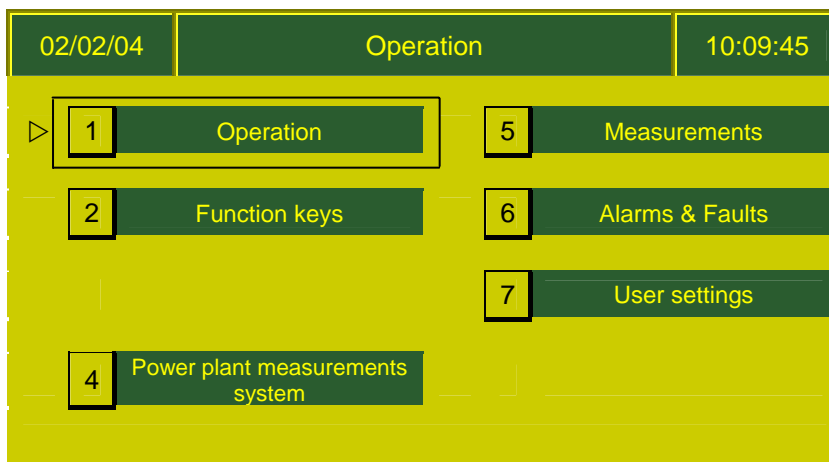 02/02/04
Operation
10:09:45
1 Operation
2 Function keys
4 Power plant measurements
system
5 Measurements
6 Alarms & Faults
7 User settings